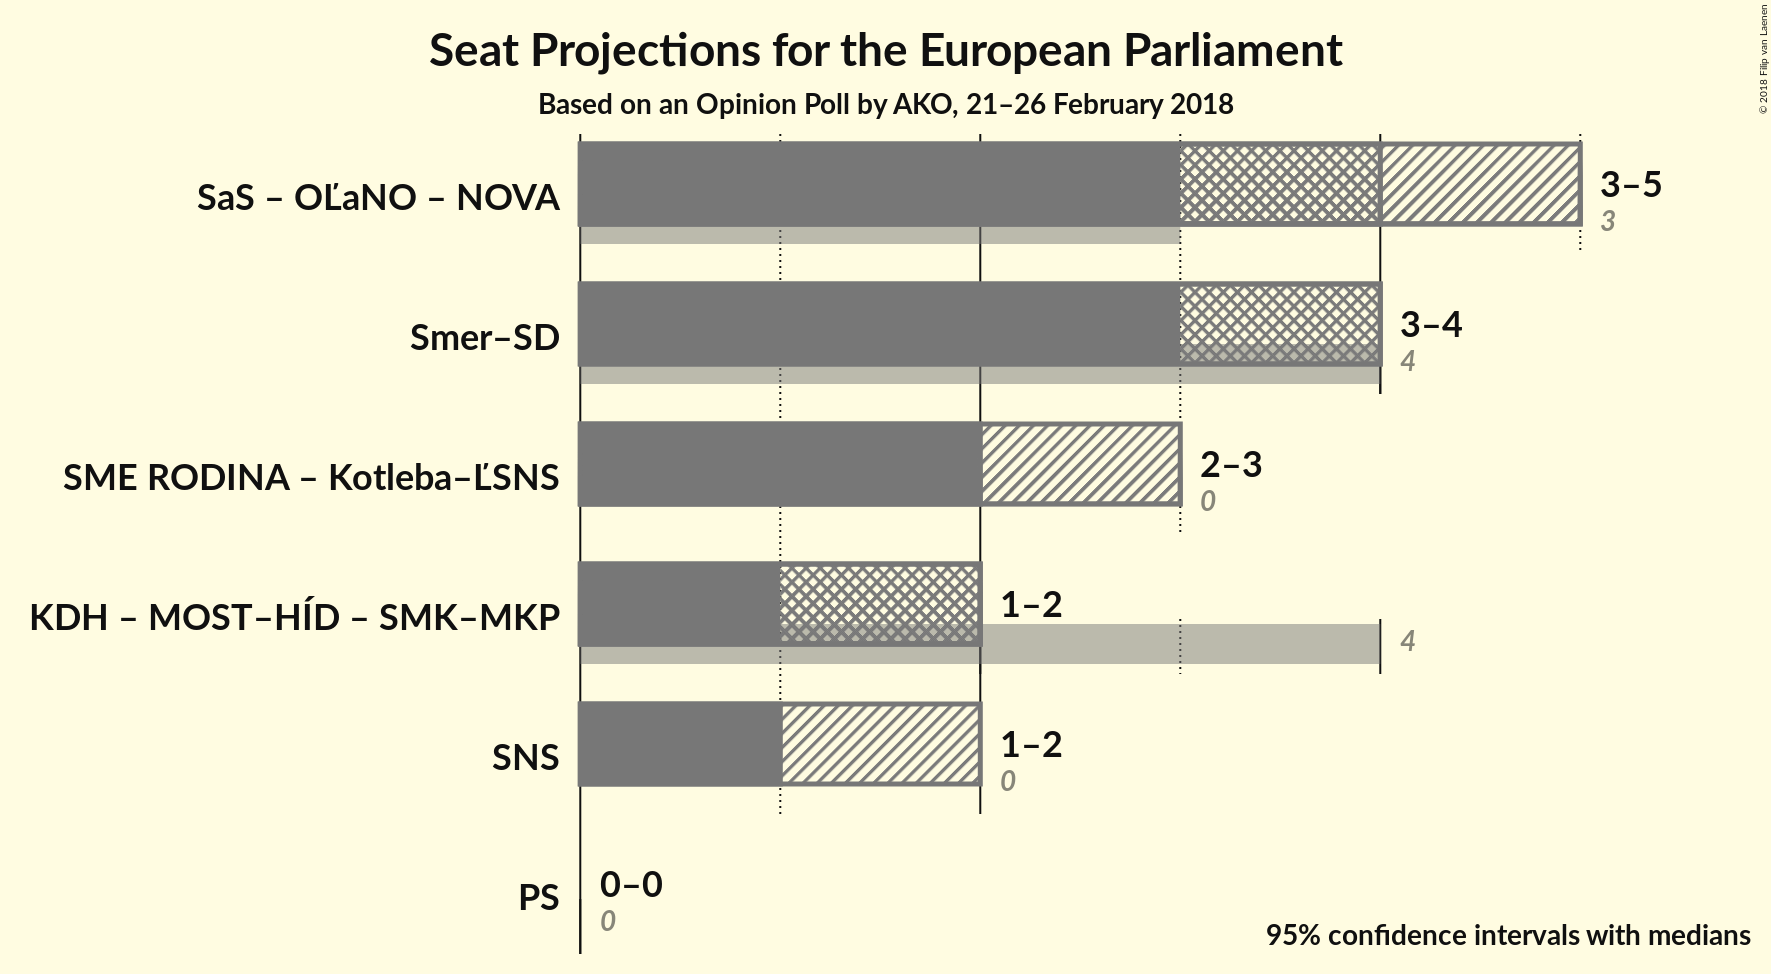 Seat Projections for the European Parliament
Based on an Opinion Poll by AKO, 21–26 February 2018
© 2018 Filip van Laenen
SaS – OĽaNO – NOVA
3–5
3
Smer–SD
3–4
4
SME RODINA – Kotleba–ĽSNS
2–3
0
KDH – MOST–HÍD – SMK–MKP
1–2
4
SNS
1–2
0
PS
0–0
0
95% confidence intervals with medians